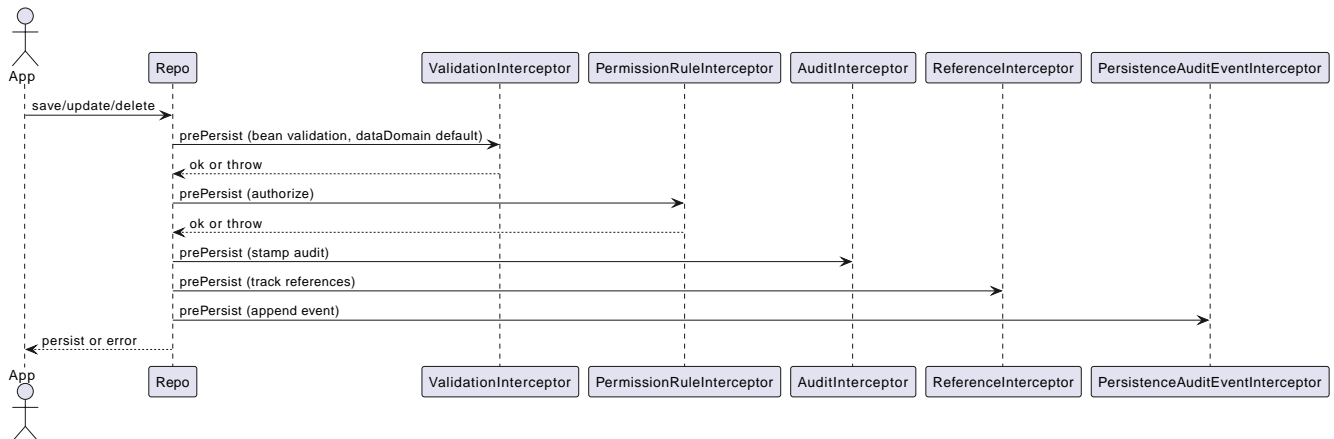 App
Repo
ValidationInterceptor
PermissionRuleInterceptor
AuditInterceptor
ReferenceInterceptor
PersistenceAuditEventInterceptor
save/update/delete
prePersist (bean validation, dataDomain default)
ok or throw
prePersist (authorize)
ok or throw
prePersist (stamp audit)
prePersist (track references)
prePersist (append event)
persist or error
App
Repo
ValidationInterceptor
PermissionRuleInterceptor
AuditInterceptor
ReferenceInterceptor
PersistenceAuditEventInterceptor